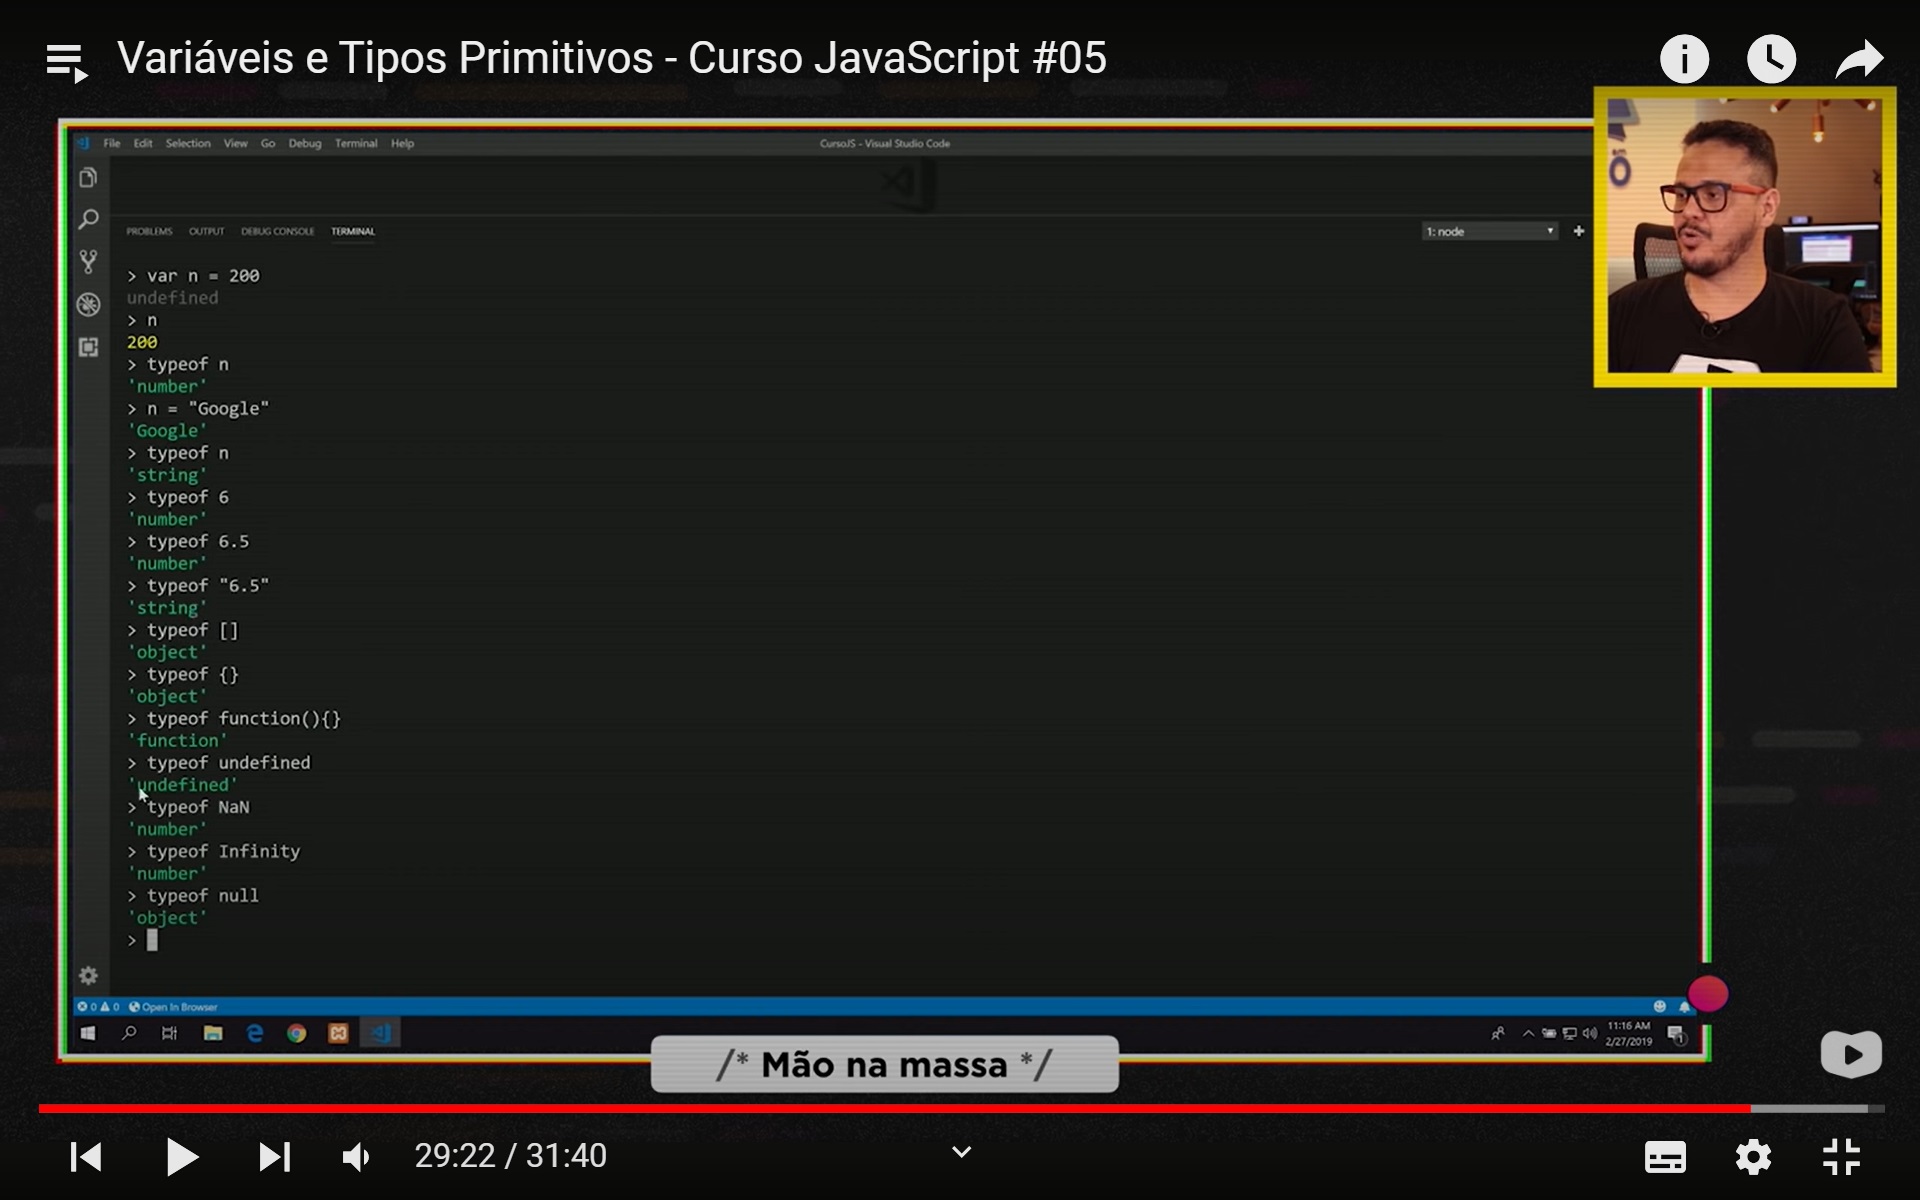 Variáveis e Tipos Primitivos - Curso JavaScript #05
File Edit Selection View Go Debug Terminal Help
CursoJS - Visual Studio Code
PROBLEMS OUTPUT DEBUG CONSOLE TERMINAL
1: node
> var n = 200
undefined
> n
200
> typeof n
'number'
> n = "Google"
'Google'
> typeof n
'string'
> typeof 6
'number'
> typeof 6.5
'number'
> typeof "6.5"
'string'
> typeof []
'object'
> typeof {}
'object'
> typeof function(){}
'function'
> typeof undefined
'undefined'
> typeof NaN
'number'
> typeof Infinity
'number'
> typeof null
'object'
>
0 0 Open In Browser
11:16 AM
2/27/2019
1
/* Mão na massa */
29:22 / 31:40